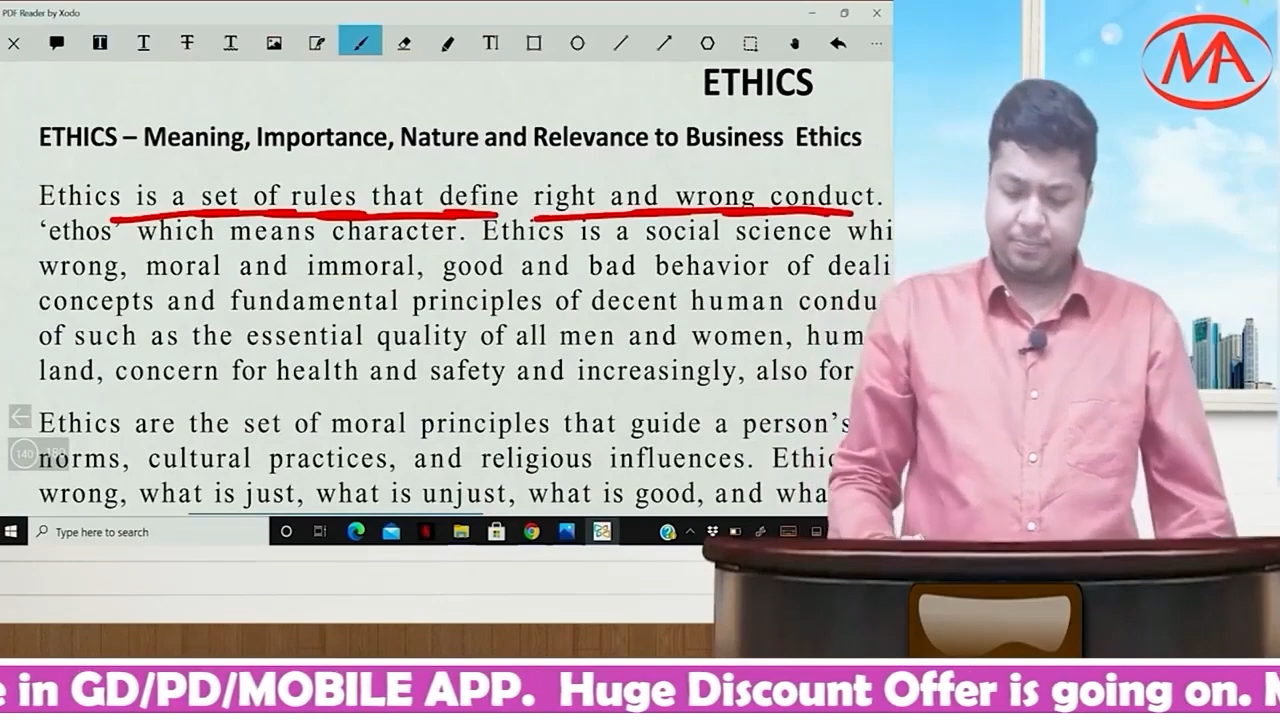 PDF Reader by Xodo
MA
ETHICS
ETHICS – Meaning, Importance, Nature and Relevance to Business Ethics
Ethics is a set of rules that define right and wrong conduct.
‘ethos’ which means character. Ethics is a social science whi
wrong, moral and immoral, good and bad behavior of deali
concepts and fundamental principles of decent human condu
of such as the essential quality of all men and women, hum
land, concern for health and safety and increasingly, also for
Ethics are the set of moral principles that guide a person’s
norms, cultural practices, and religious influences. Ethic
wrong, what is just, what is unjust, what is good, and wha
140
180
Type here to search
e in GD/PD/MOBILE APP. Huge Discount Offer is going on. M